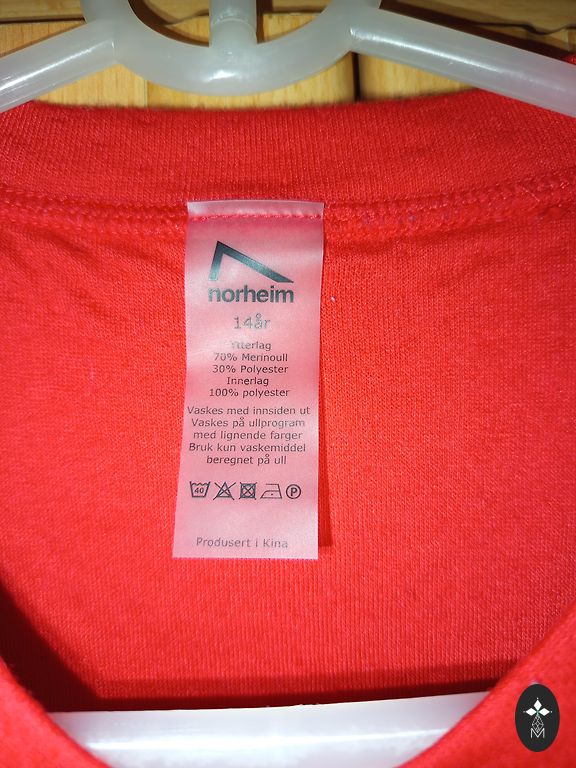 norheim
14år
Ytterlag
70% Merinoull
30% Polyester
Innerlag
100% polyester
Vaskes med innsiden ut
Vaskes på ullprogram
med lignende farger
Bruk kun vaskemiddel
beregnet på ull
40 P
Produsert i Kina
M